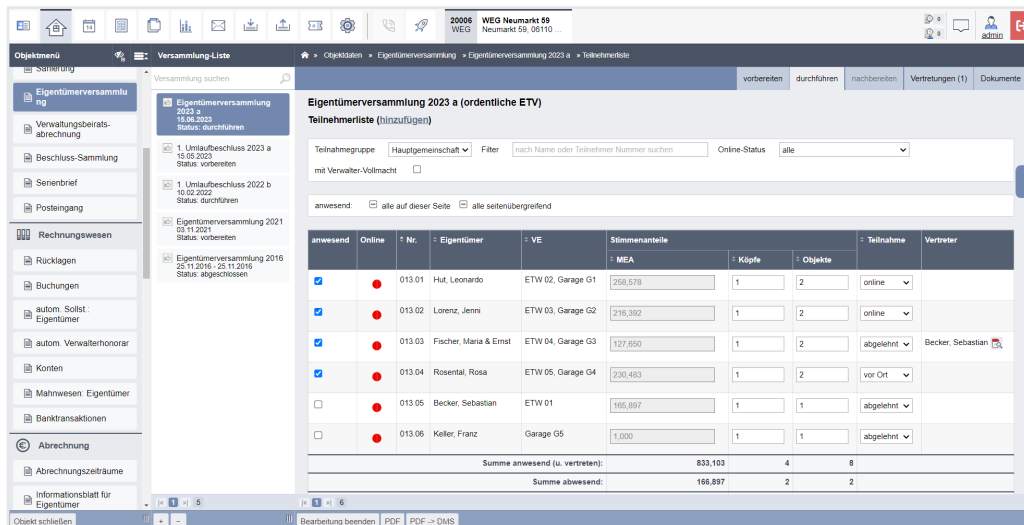 14
20006
WEG
WEG Neumarkt 59
Neumarkt 59, 06110 ...
0
0
admin
Objektmenü
Versammlung-Liste
» Objektdaten » Eigentümerversammlung » Eigentümerversammlung 2023 a » Teilnehmerliste
Sanierung
Eigentümerversammlu
ng
Verwaltungsbeirats-
abrechnung
Beschluss-Sammlung
Serienbrief
Posteingang
Rechnungswesen
Rücklagen
Buchungen
autom. Sollst.:
Eigentümer
autom. Verwalterhonorar
Konten
Mahnwesen: Eigentümer
Banktransaktionen
Abrechnung
Abrechnungszeiträume
Informationsblatt für
Eigentümer
Objekt schließen
Versammlung suchen
Eigentümerversammlung
2023 a
15.06.2023
Status: durchführen
1. Umlaufbeschluss 2023 a
15.05.2023
Status: vorbereiten
1. Umlaufbeschluss 2022 b
10.02.2022
Status: durchführen
Eigentümerversammlung 2021
03.11.2021
Status: vorbereiten
Eigentümerversammlung 2016
25.11.2016 - 25.11.2016
Status: abgeschlossen
1 5
+ −
vorbereiten durchführen nachbereiten Vertretungen (1) Dokumente
Eigentümerversammlung 2023 a (ordentliche ETV)
Teilnehmerliste (hinzufügen)
Teilnahmegruppe Hauptgemeinschaft Filter nach Name oder Teilnehmer Nummer suchen Online-Status alle
mit Verwalter-Vollmacht
anwesend: alle auf dieser Seite alle seitenübergreifend
anwesend Online Nr. Eigentümer VE Stimmenanteile Teilnahme Vertreter
MEA Köpfe Objekte
013.01 Hut, Leonardo ETW 02, Garage G1 258,578 1 2 online
013.02 Lorenz, Jenni ETW 03, Garage G2 216,392 1 2 online
013.03 Fischer, Maria & Ernst ETW 04, Garage G3 127,650 1 2 abgelehnt Becker, Sebastian
013.04 Rosental, Rosa ETW 05, Garage G4 230,483 1 2 vor Ort
013.05 Becker, Sebastian ETW 01 165,897 1 1 abgelehnt
013.06 Keller, Franz Garage G5 1,000 1 1 abgelehnt
Summe anwesend (u. vertreten): 833,103 4 8
Summe abwesend: 166,897 2 2
1 6
Bearbeitung beenden PDF PDF -> DMS